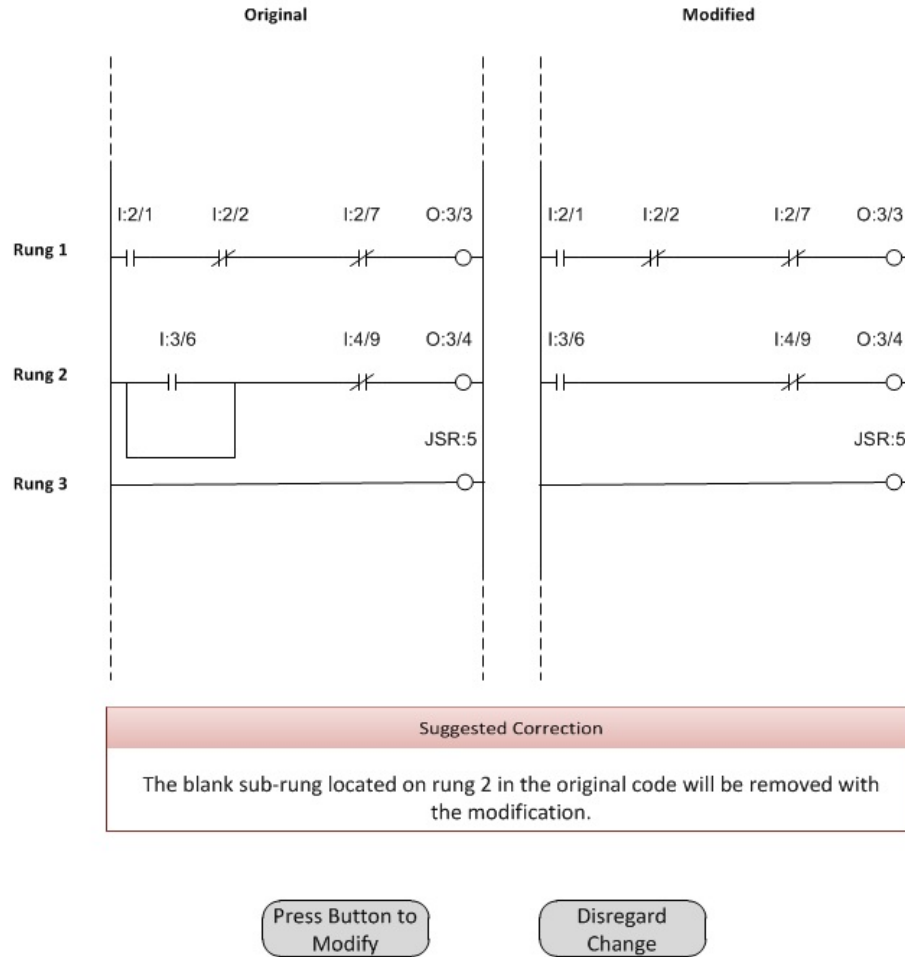 Original Modified
I:2/1 I:2/2 I:2/7 O:3/3 I:2/1 I:2/2 I:2/7 O:3/3
Rung 1
I:3/6 I:4/9 O:3/4 I:3/6 I:4/9 O:3/4
Rung 2
JSR:5 JSR:5
Rung 3
Suggested Correction
The blank sub-rung located on rung 2 in the original code will be removed with
the modification.
Press Button to
Modify
Disregard
Change